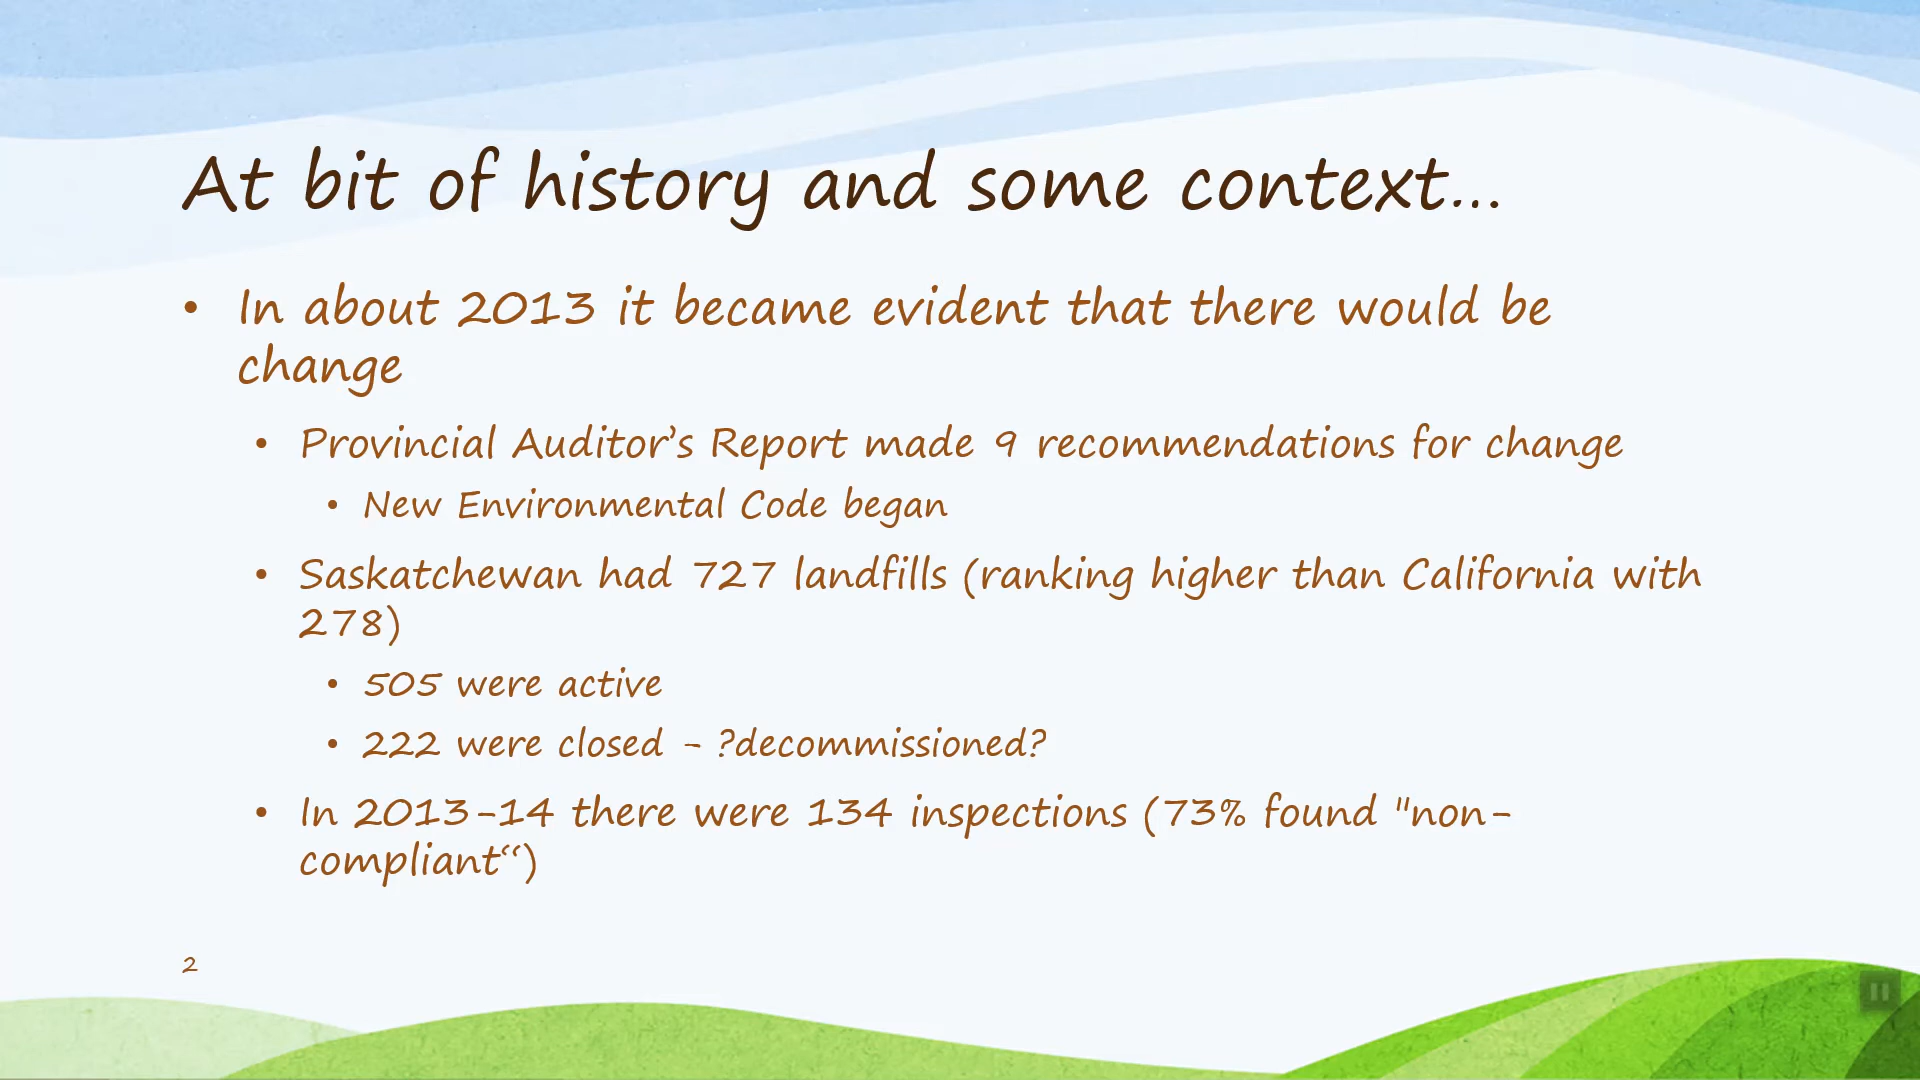 At bit of history and some context...
• In about 2013 it became evident that there would be
change
• Provincial Auditor’s Report made 9 recommendations for change
• New Environmental Code began
• Saskatchewan had 727 landfills (ranking higher than California with
278)
• 505 were active
• 222 were closed - ?decommissioned?
• In 2013-14 there were 134 inspections (73% found "non-
compliant“)
2